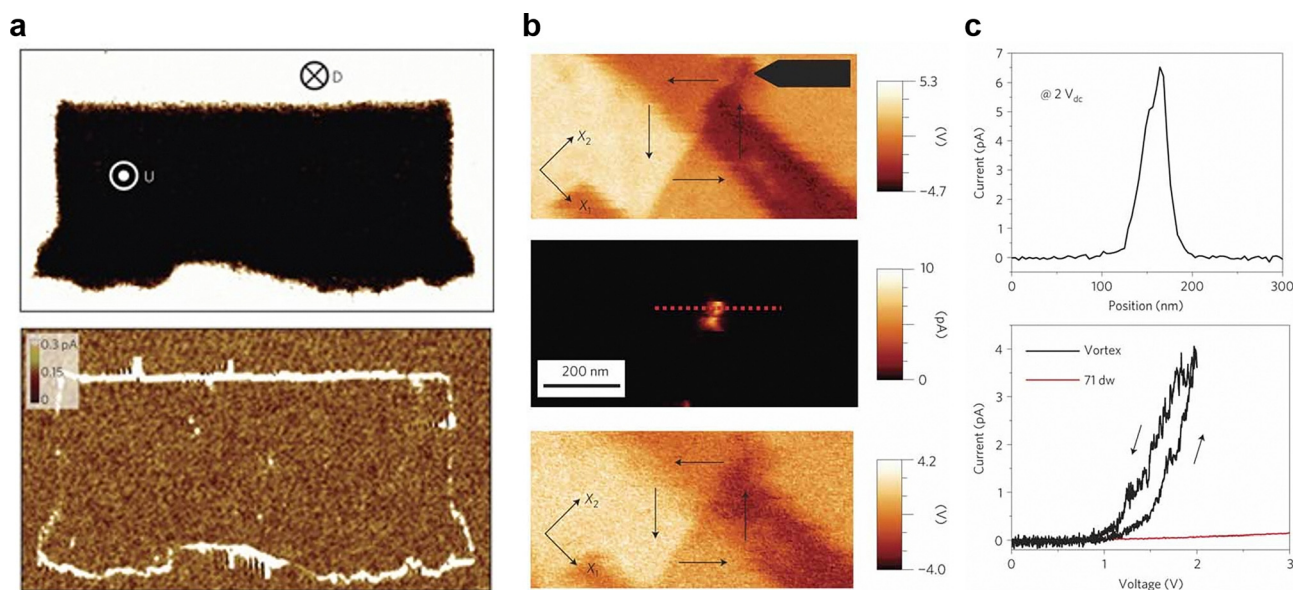 a
D
U
0.3 pA
0.15
0
b
X₂
X₁
5.3
(V)
−4.7
200 nm
10
(pA)
0
X₂
X₁
4.2
(V)
−4.0
c
@ 2 Vdc
Current (pA)
7
6
5
4
3
2
1
0
0 50 100 150 200 300
Position (nm)
Vortex
71 dw
Current (pA)
4
3
2
1
0
0 1 2 3
Voltage (V)